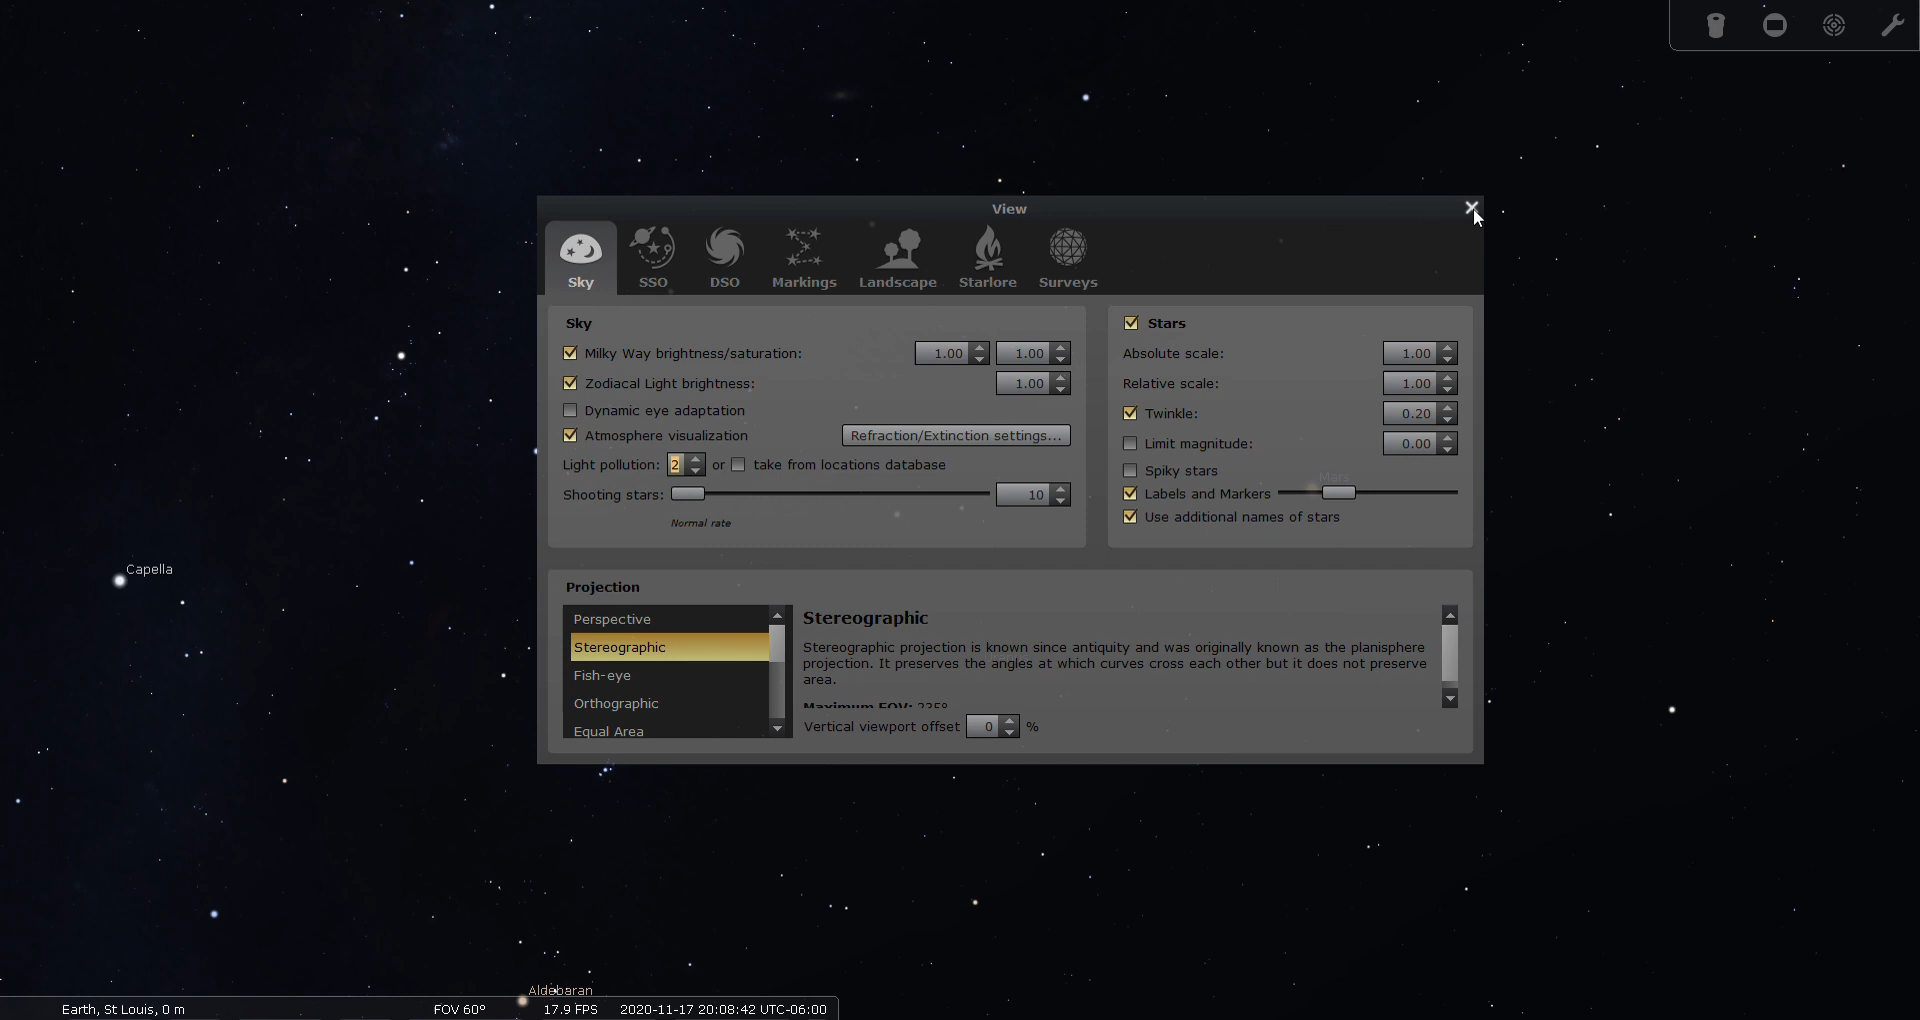 View
Sky SSO DSO Markings Landscape Starlore Surveys
Sky
Milky Way brightness/saturation: 1.00 1.00
Zodiacal Light brightness: 1.00
Dynamic eye adaptation
Atmosphere visualization Refraction/Extinction settings...
Light pollution: 2 or take from locations database
Shooting stars: 10
Normal rate
Stars
Absolute scale: 1.00
Relative scale: 1.00
Twinkle: 0.20
Limit magnitude: 0.00
Spiky stars
Mars
Labels and Markers
Use additional names of stars
Capella
Projection
Perspective
Stereographic
Fish-eye
Orthographic
Equal Area
Stereographic
Stereographic projection is known since antiquity and was originally known as the planisphere
projection. It preserves the angles at which curves cross each other but it does not preserve
area.
Maximum FOV: 235°
Vertical viewport offset 0 %
Aldebaran
Earth, St Louis, 0 m FOV 60° 17.9 FPS 2020-11-17 20:08:42 UTC-06:00